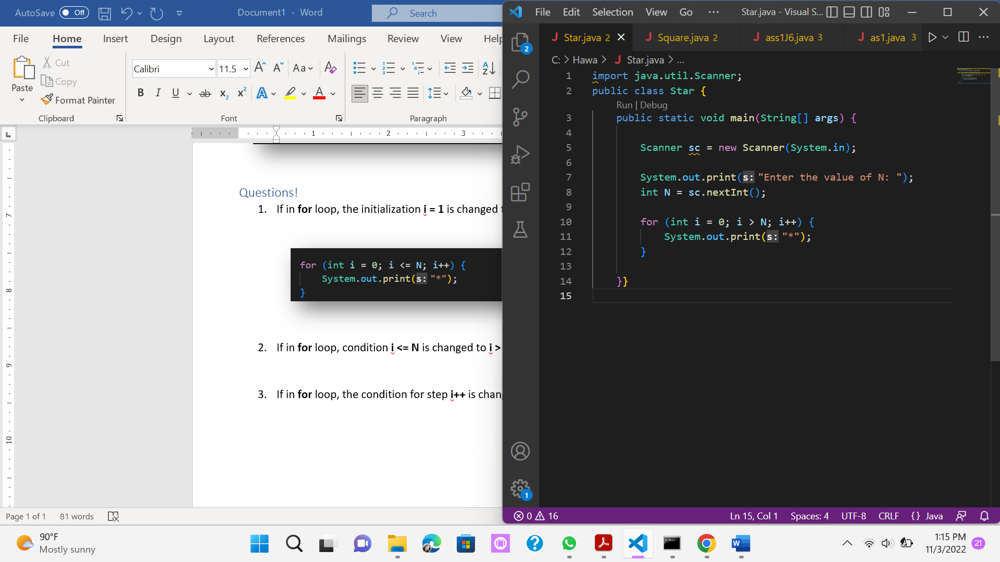 AutoSave Off Document1 - Word Search
File Home Insert Design Layout References Mailings Review View Help
Cut
Copy
Format Painter
Paste
Calibri 11.5
Clipboard Font Paragraph
1 2 3
7
8
9
10
Questions!
1. If in for loop, the initialization i = 1 is changed
for (int i = 0; i <= N; i++) {
System.out.print(s: "*");
}
2. If in for loop, condition i <= N is changed to i >
3. If in for loop, the condition for step i++ is chan
Page 1 of 1 81 words
File Edit Selection View Go ··· Star.java - Visual S...
Star.java 2 Square.java 2 ass1J6.java 3 as1.java 3
C: > Hawa > J Star.java > ...
1 import java.util.Scanner;
2 public class Star {
Run | Debug
3 public static void main(String[] args) {
4
5 Scanner sc = new Scanner(System.in);
6
7 System.out.print(s: "Enter the value of N: ");
8 int N = sc.nextInt();
9
10 for (int i = 0; i > N; i++) {
11 System.out.print(s: "*");
12 }
13
14 }}
15
2
1
0 16 Ln 15, Col 1 Spaces: 4 UTF-8 CRLF {} Java
90°F
Mostly sunny
1:15 PM
11/3/2022
21